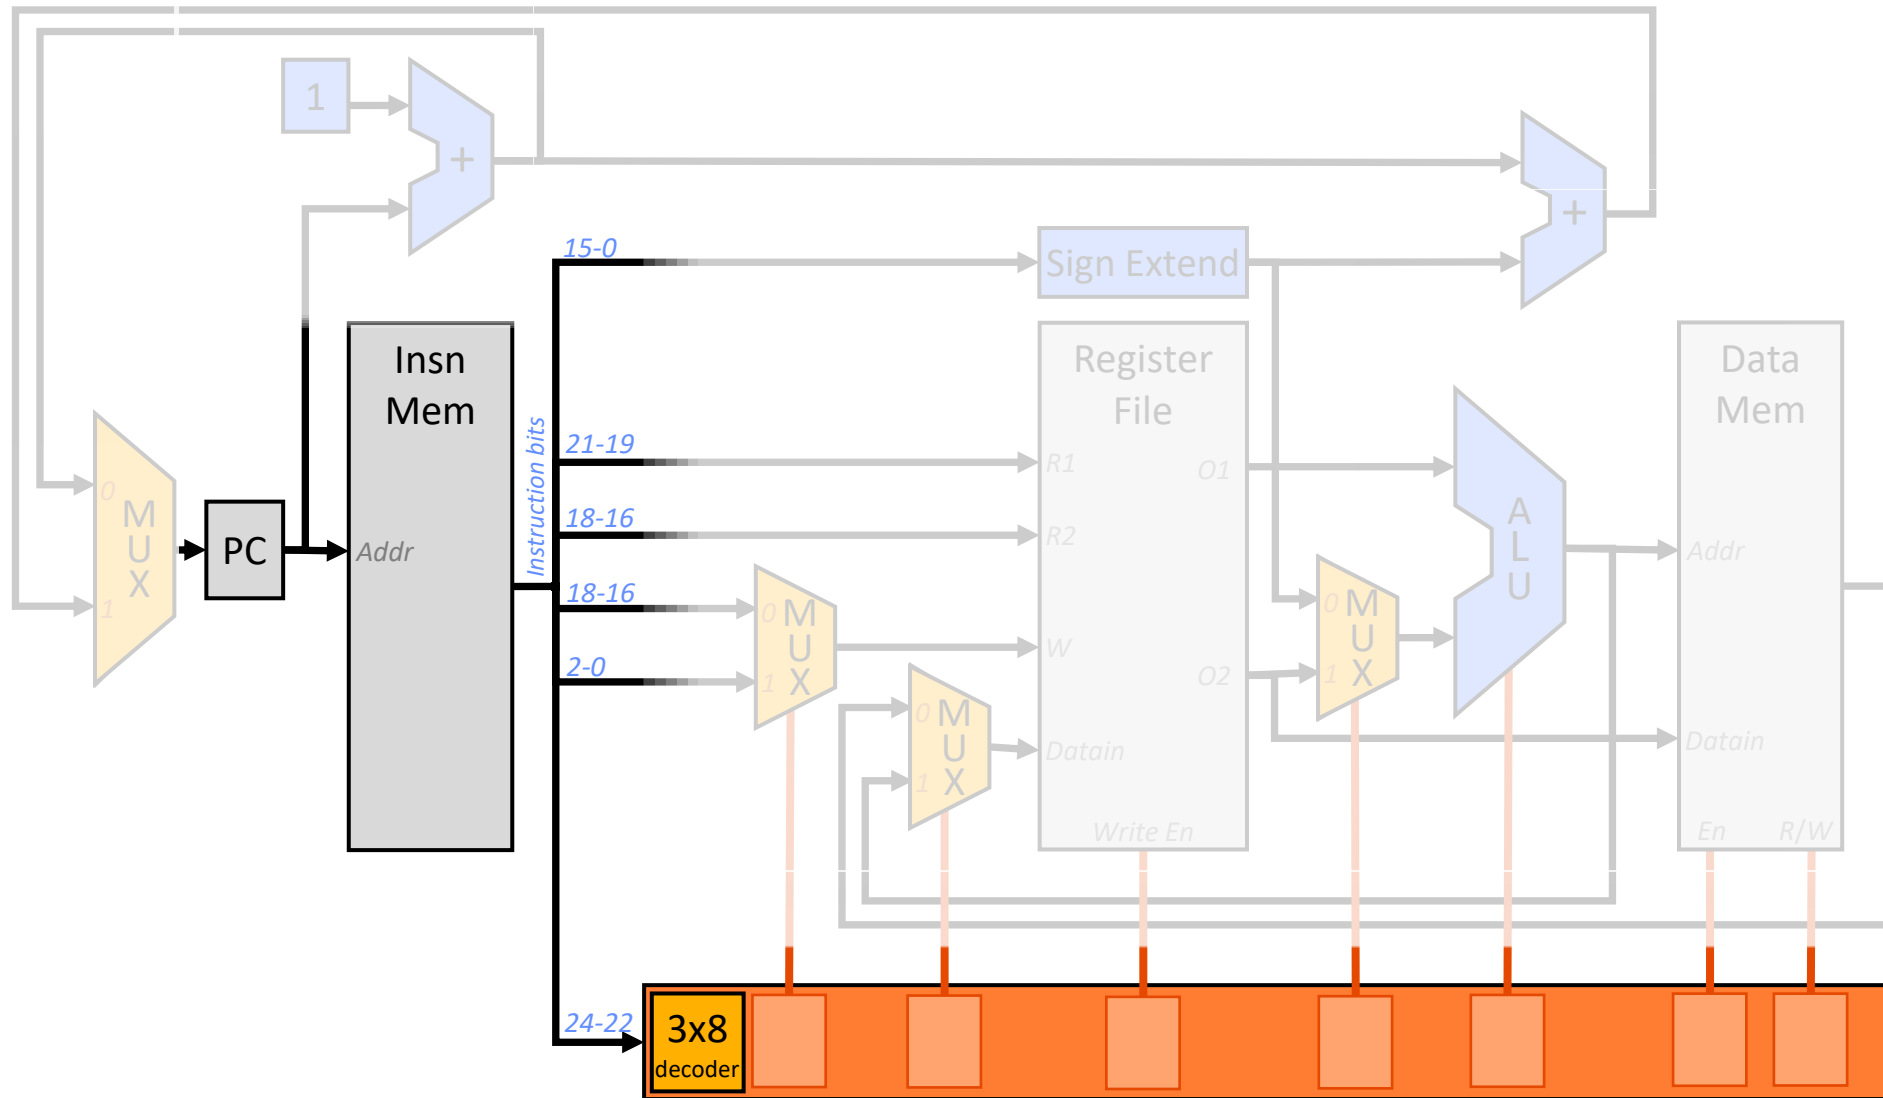 1
+
+
15-0
Sign Extend
Insn
Mem
Register
File
Data
Mem
Instruction bits
21-19
R1
O1
0
M
U
X
1
PC
Addr
18-16
R2
A
L
U
Addr
18-16
0
M
U
X
1
W
0
M
U
X
1
2-0
O2
0
M
U
X
1
Datain
Datain
Write En
En
R/W
24-22
3x8
decoder